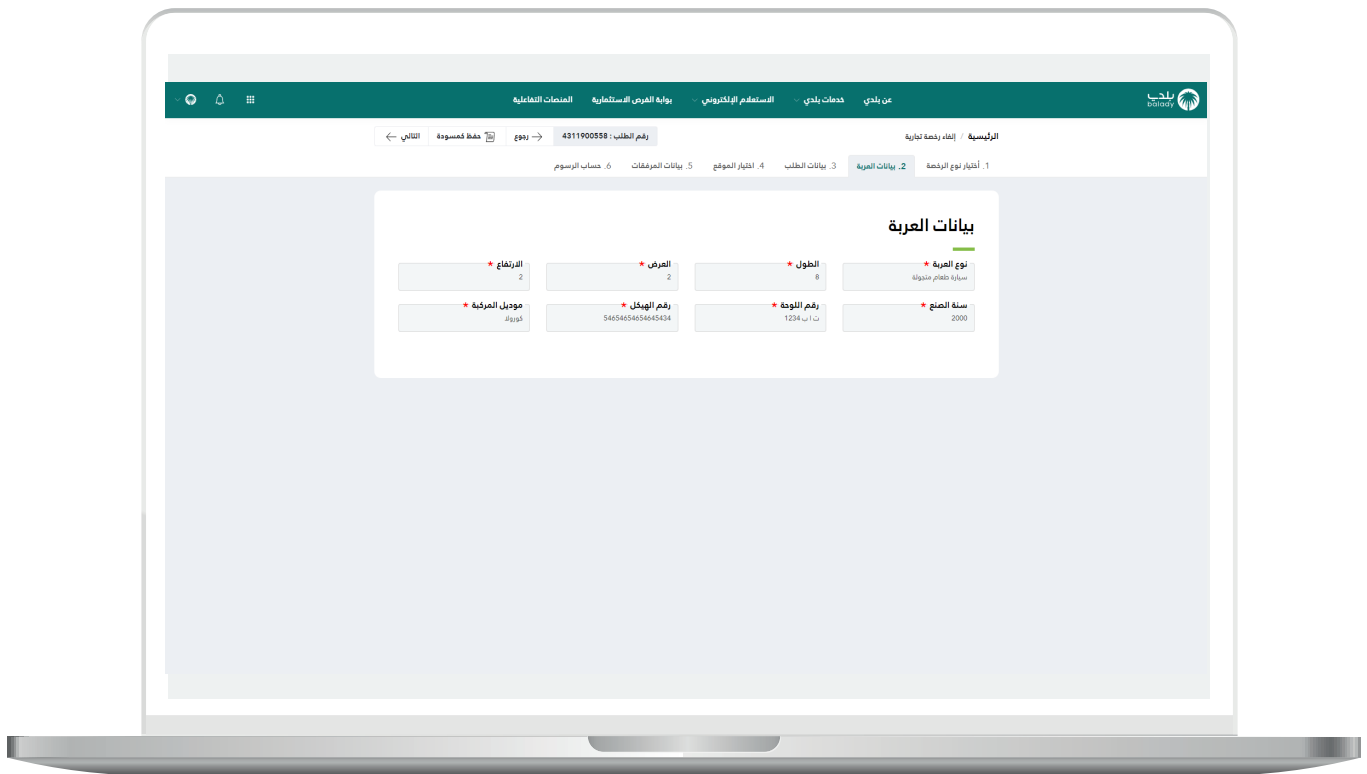 بلدي
balady
عن بلدي خدمات بلدي الاستعلام الإلكتروني بوابة الفرص الاستثمارية المنصات التفاعلية
الرئيسية / إلغاء رخصة تجارية رقم الطلب : 4311900558 رجوع حفظ كمسودة التالي
1. أختيار نوع الرخصة 2. بيانات العربة 3. بيانات الطلب 4. اختيار الموقع 5. بيانات المرفقات 6. حساب الرسوم
بيانات العربة
نوع العربة * الطول * العرض * الارتفاع *
سيارة طعام متجولة 8 2 2
سنة الصنع * رقم اللوحة * رقم الهيكل * موديل المركبة *
2000 ت ا ب 1234 54654654654645434 كورولا